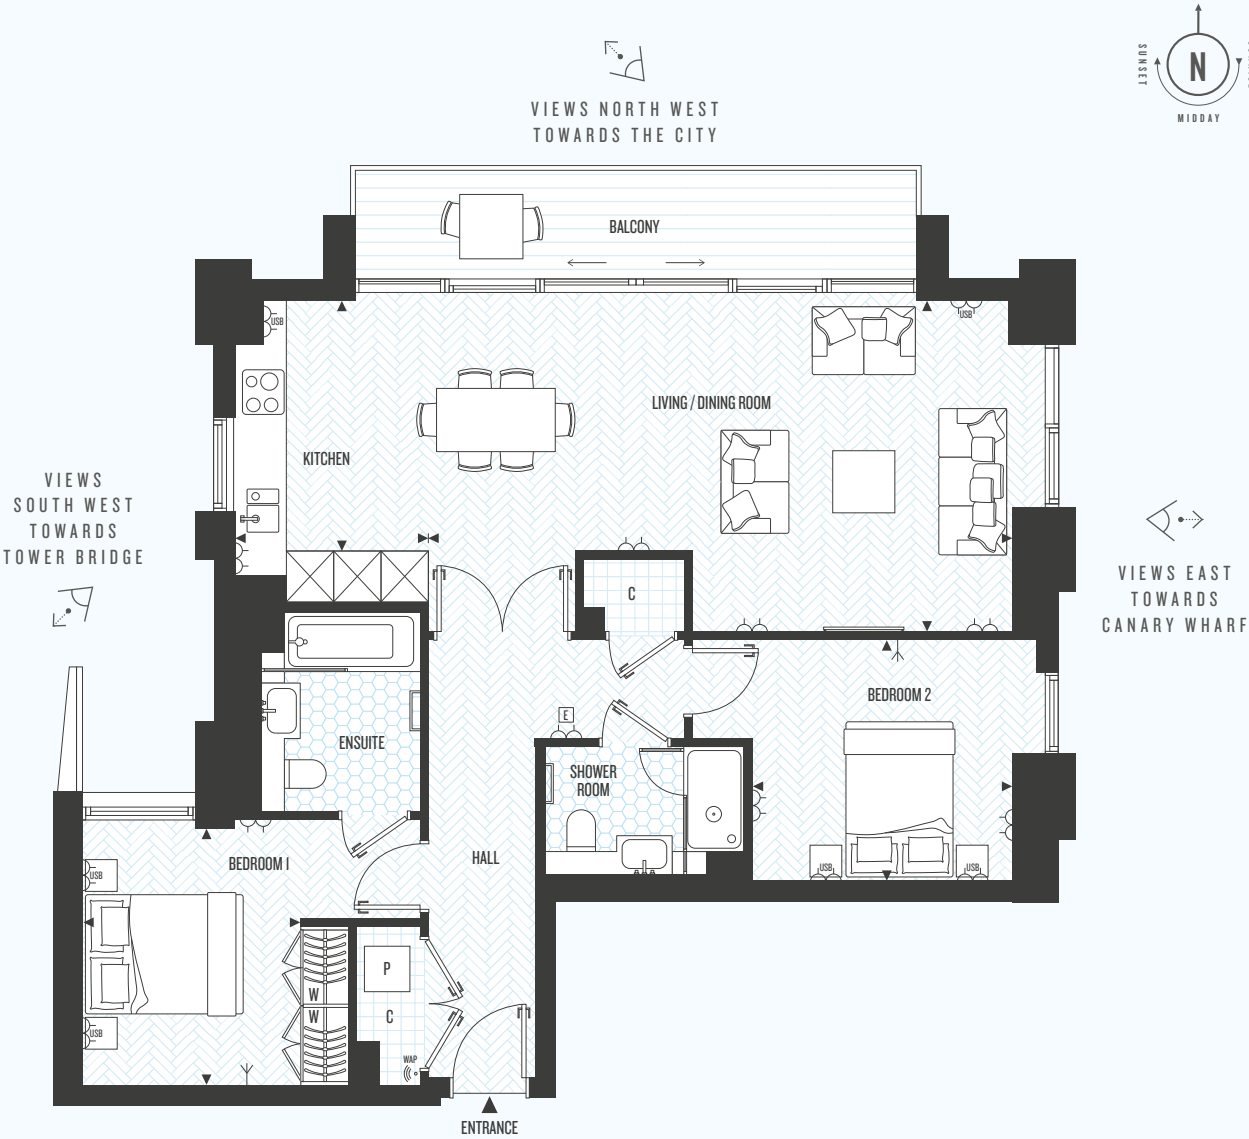 VIEWS NORTH WEST
TOWARDS THE CITY
SUNSET
N
MIDDAY
BALCONY
USB
USB
LIVING / DINING ROOM
KITCHEN
VIEWS
SOUTH WEST
TOWARDS
TOWER BRIDGE
VIEWS EAST
TOWARDS
CANARY WHARF
C
BEDROOM 2
E
ENSUITE
SHOWER
ROOM
BEDROOM 1
HALL
USB
USB
USB
P
W
W
C
USB
WAP
ENTRANCE